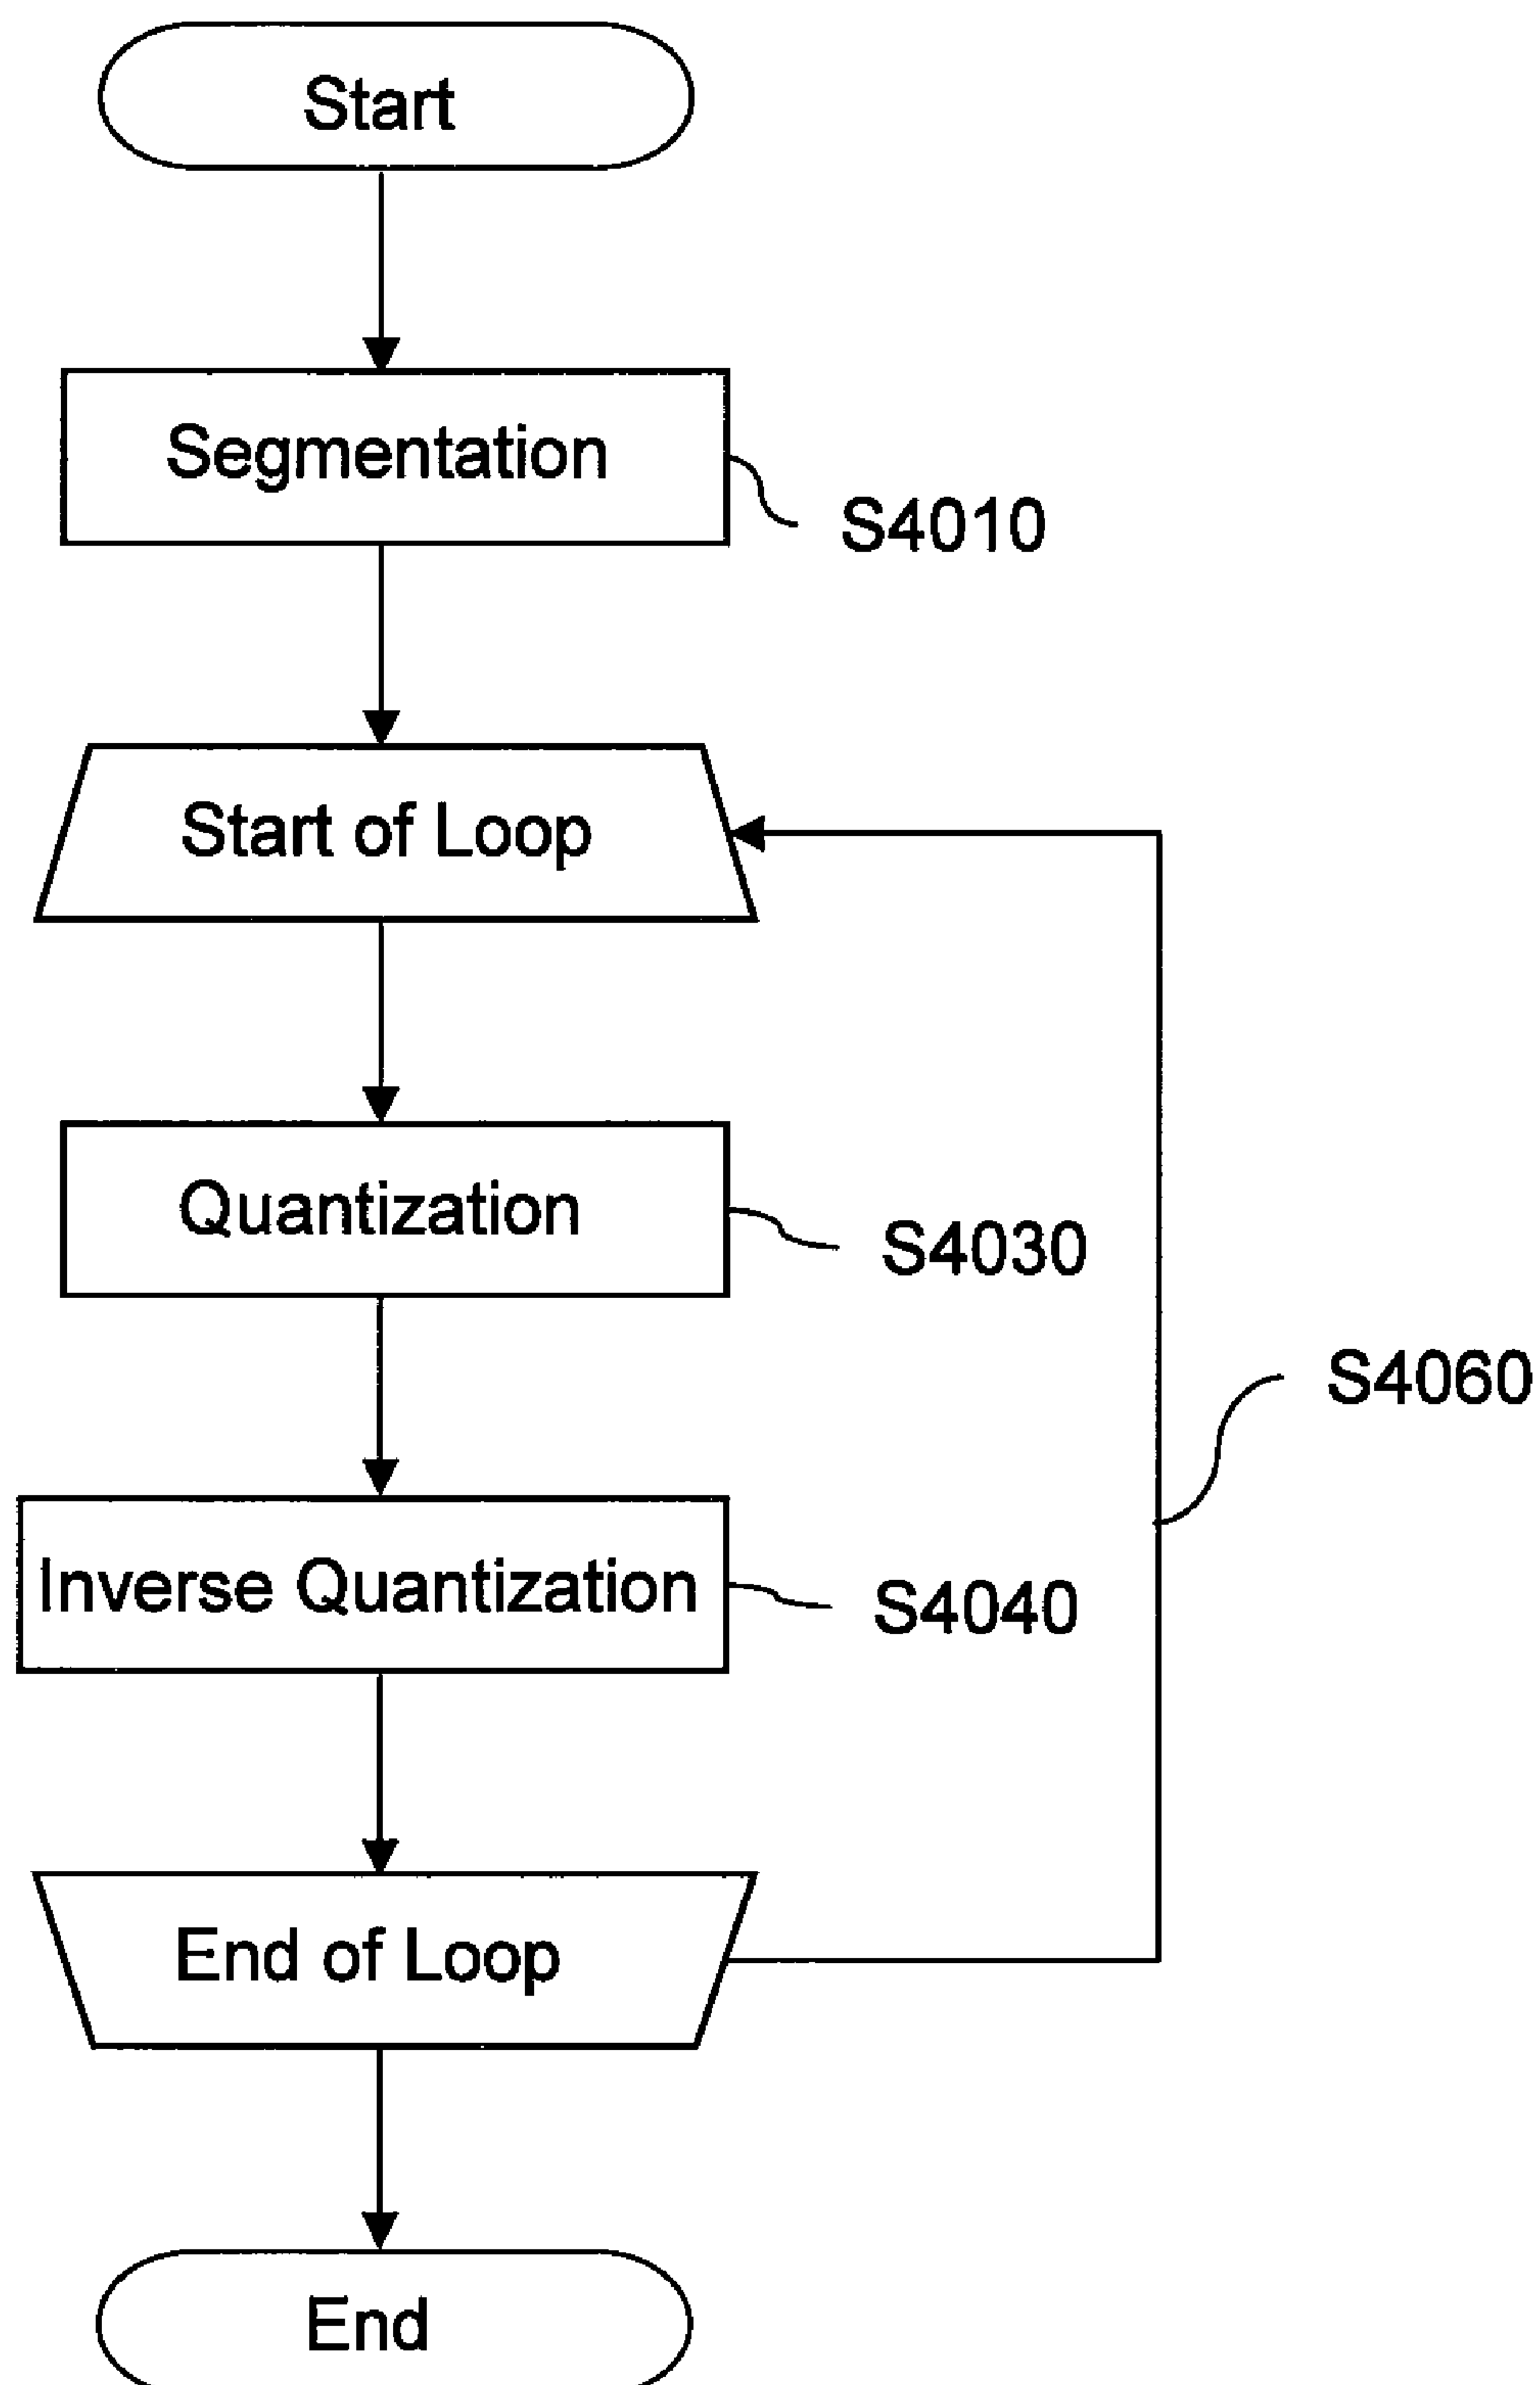 Start
Segmentation
S4010
Start of Loop
Quantization
S4030
S4060
Inverse Quantization
S4040
End of Loop
End